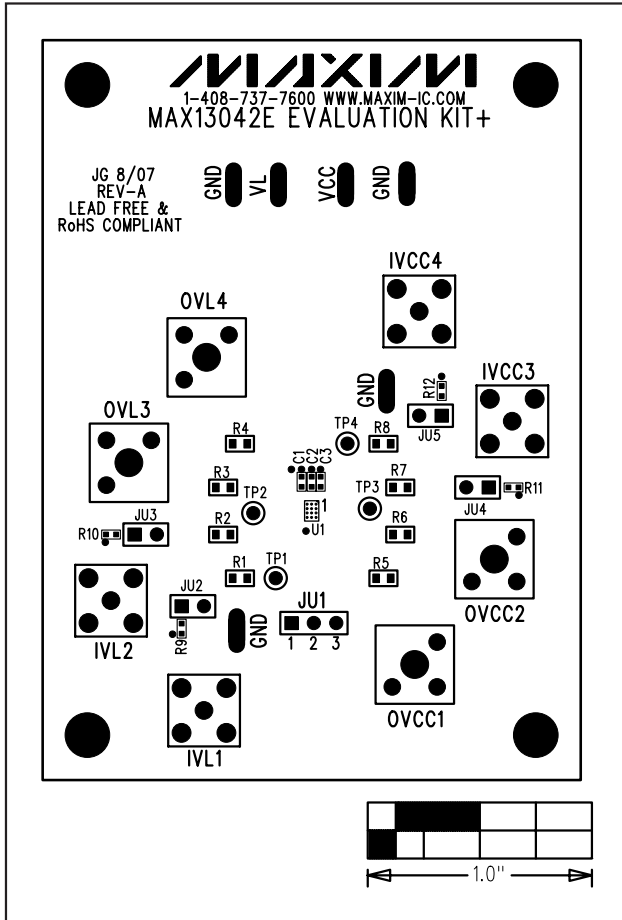 MAXIM
1-408-737-7600 WWW.MAXIM-IC.COM
MAX13042E EVALUATION KIT+
JG 8/07
REV-A
LEAD FREE &
RoHS COMPLIANT
GND
VL
VCC
GND
IVCC4
OVL4
IVCC3
GND
R12
OVL3
R4
TP4
R8
JU5
C1
C2
C3
R3
TP2
TP3
R7
JU4
R11
1
R10
JU3
R2
U1
R6
R1
TP1
R5
JU2
JU1
OVCC2
R9
GND
1 2 3
IVL2
OVCC1
IVL1
1.0"